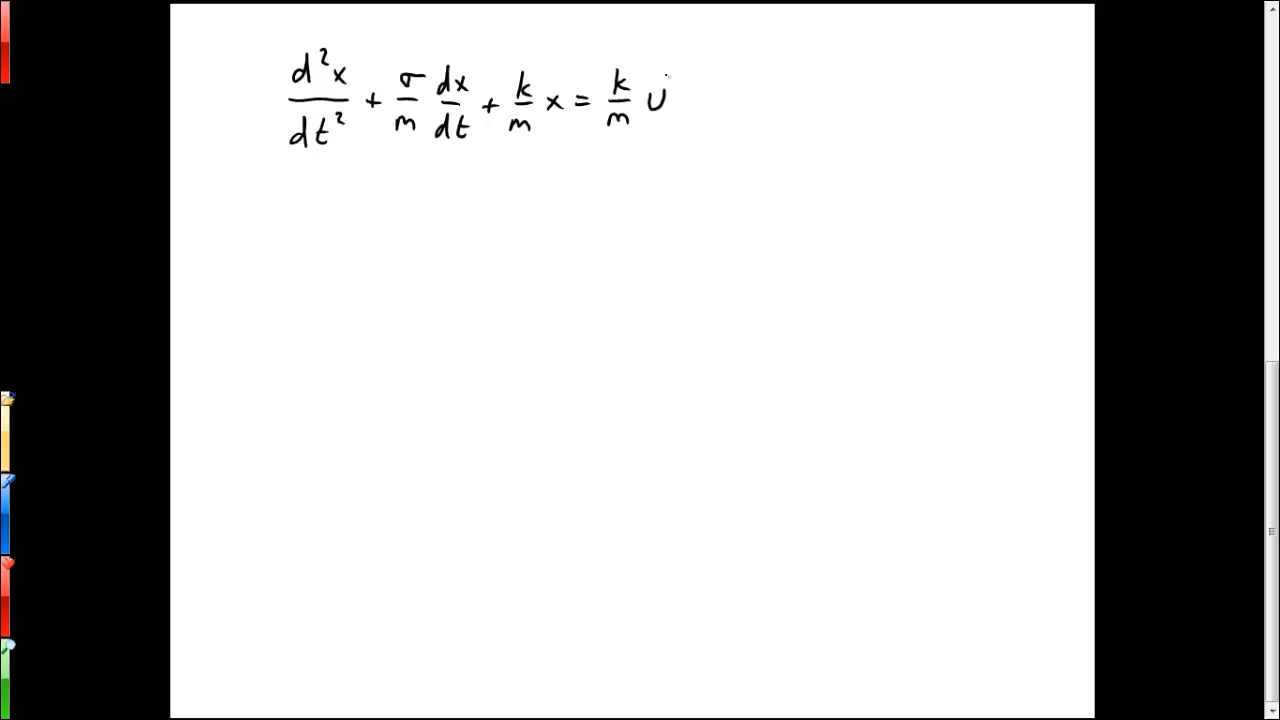 d²x/dt² + σ/m dx/dt + k/m x = k/m U